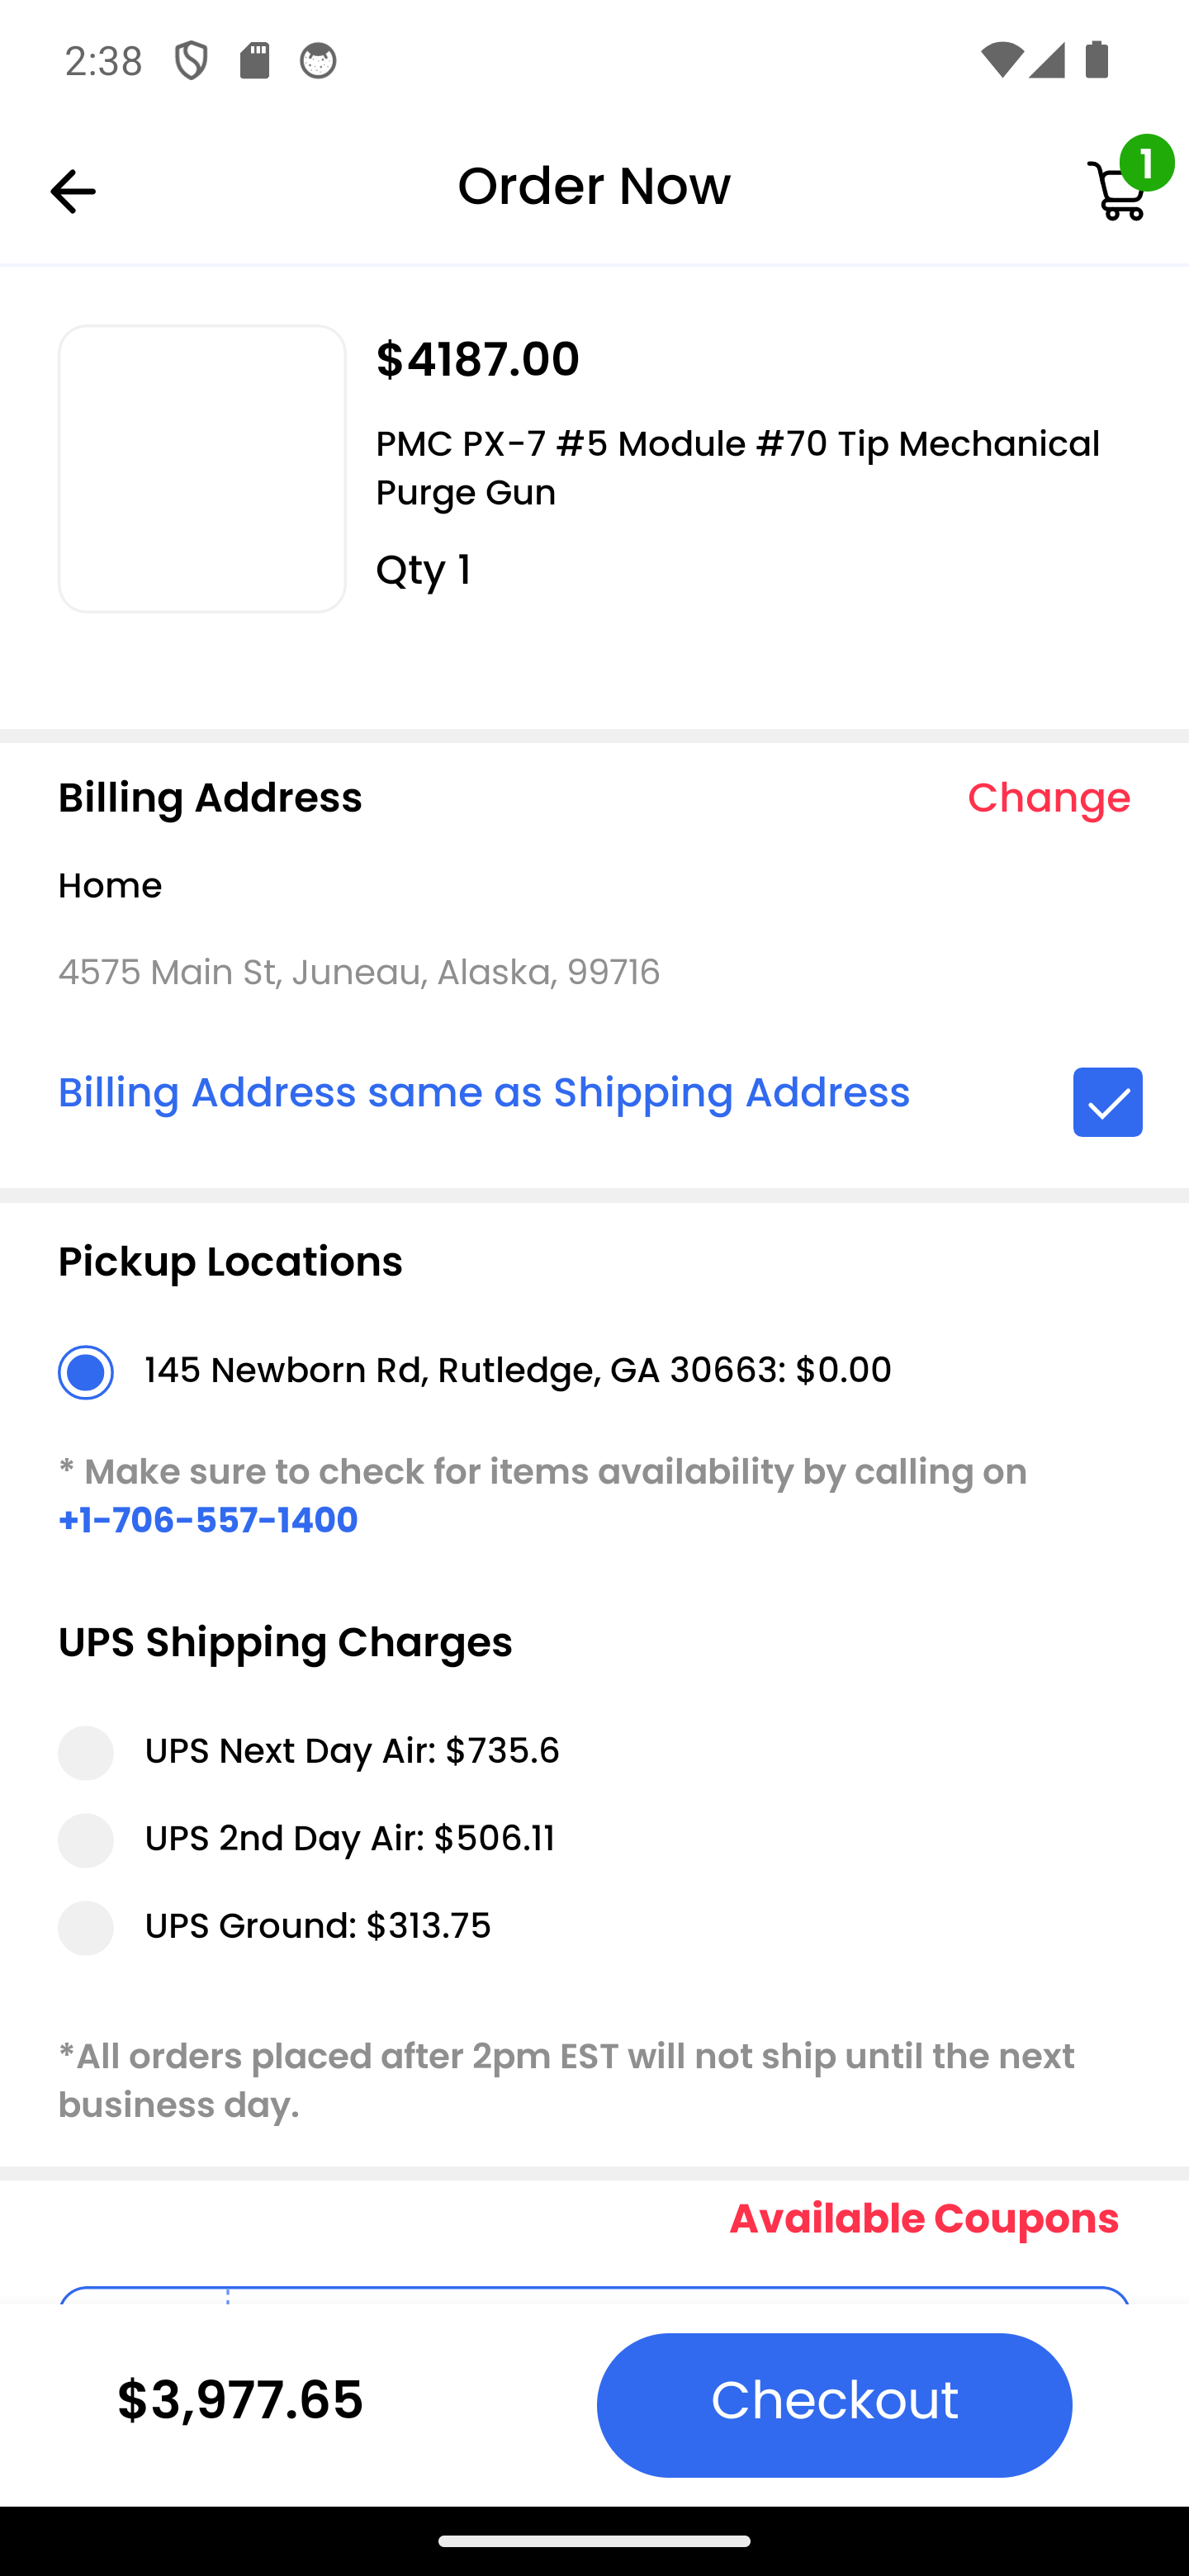 2:38
Order Now
1
$4187.00
PMC PX-7 #5 Module #70 Tip Mechanical
Purge Gun
Qty 1
Billing Address
Change
Home
4575 Main St, Juneau, Alaska, 99716
Billing Address same as Shipping Address
Pickup Locations
145 Newborn Rd, Rutledge, GA 30663: $0.00
* Make sure to check for items availability by calling on
+1-706-557-1400
UPS Shipping Charges
UPS Next Day Air: $735.6
UPS 2nd Day Air: $506.11
UPS Ground: $313.75
*All orders placed after 2pm EST will not ship until the next
business day.
Available Coupons
$3,977.65
Checkout